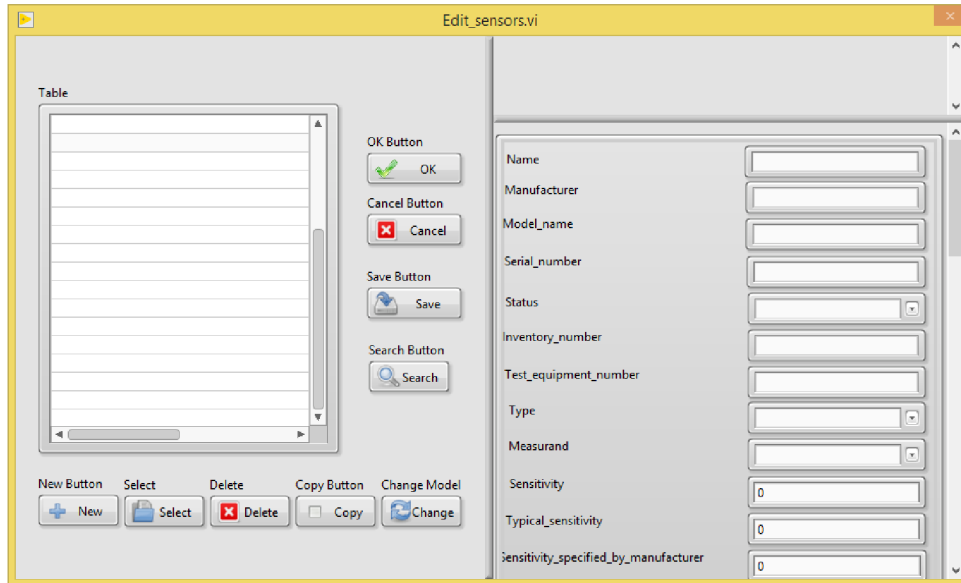 Edit_sensors.vi
Table
OK Button
OK
Cancel Button
Cancel
Save Button
Save
Search Button
Search
New Button
New
Select
Select
Delete
Delete
Copy Button
Copy
Change Model
Change
Name
Manufacturer
Model_name
Serial_number
Status
Inventory_number
Test_equipment_number
Type
Measurand
Sensitivity
0
Typical_sensitivity
0
Sensitivity_specified_by_manufacturer
0